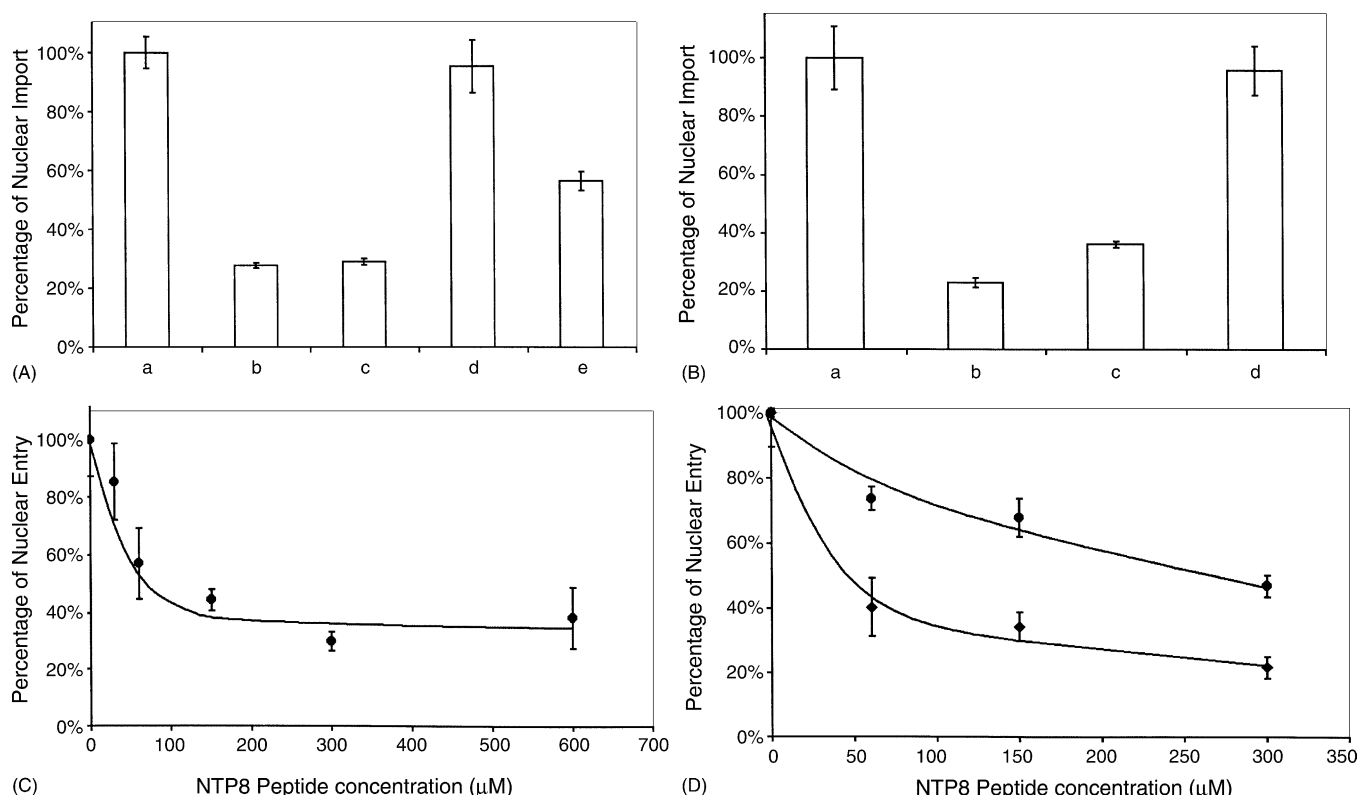 Percentage of Nuclear Import
100%
80%
60%
40%
20%
0%
a b c d e
(A)
Percentage of Nuclear Import
100%
80%
60%
40%
20%
0%
a b c d
(B)
Percentage of Nuclear Entry
100%
80%
60%
40%
20%
0%
0 100 200 300 400 500 600 700
(C) NTP8 Peptide concentration (μM)
Percentage of Nuclear Entry
100%
80%
60%
40%
20%
0%
0 50 100 150 200 250 300 350
(D) NTP8 Peptide concentration (μM)